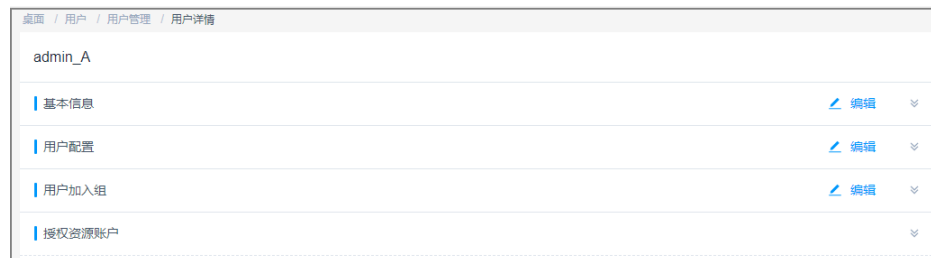 桌面 / 用户 / 用户管理 / 用户详情
admin_A
基本信息 编辑
用户配置 编辑
用户加入组 编辑
授权资源账户